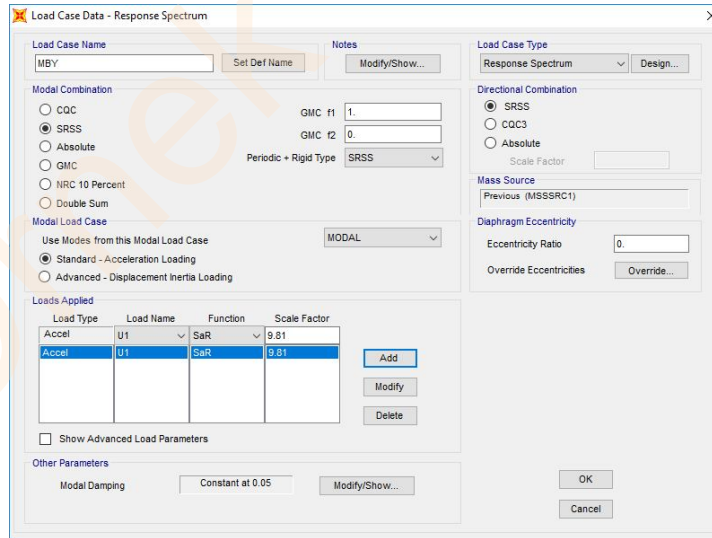 Load Case Data - Response Spectrum
Load Case Name
MBY
Set Def Name
Notes
Modify/Show...
Load Case Type
Response Spectrum
Design...
Modal Combination
CQC
SRSS
Absolute
GMC
NRC 10 Percent
Double Sum
GMC f1
1.
GMC f2
0.
Periodic + Rigid Type
SRSS
Directional Combination
SRSS
CQC3
Absolute
Scale Factor
Mass Source
Previous (MSSSRC1)
Modal Load Case
Use Modes from this Modal Load Case
MODAL
Standard - Acceleration Loading
Advanced - Displacement Inertia Loading
Diaphragm Eccentricity
Eccentricity Ratio
0.
Override Eccentricities
Override...
Loads Applied
Load Type Load Name Function Scale Factor
Accel U1 SaR 9.81
Accel U1 SaR 9.81
Add
Modify
Delete
Show Advanced Load Parameters
Other Parameters
Modal Damping
Constant at 0.05
Modify/Show...
OK
Cancel